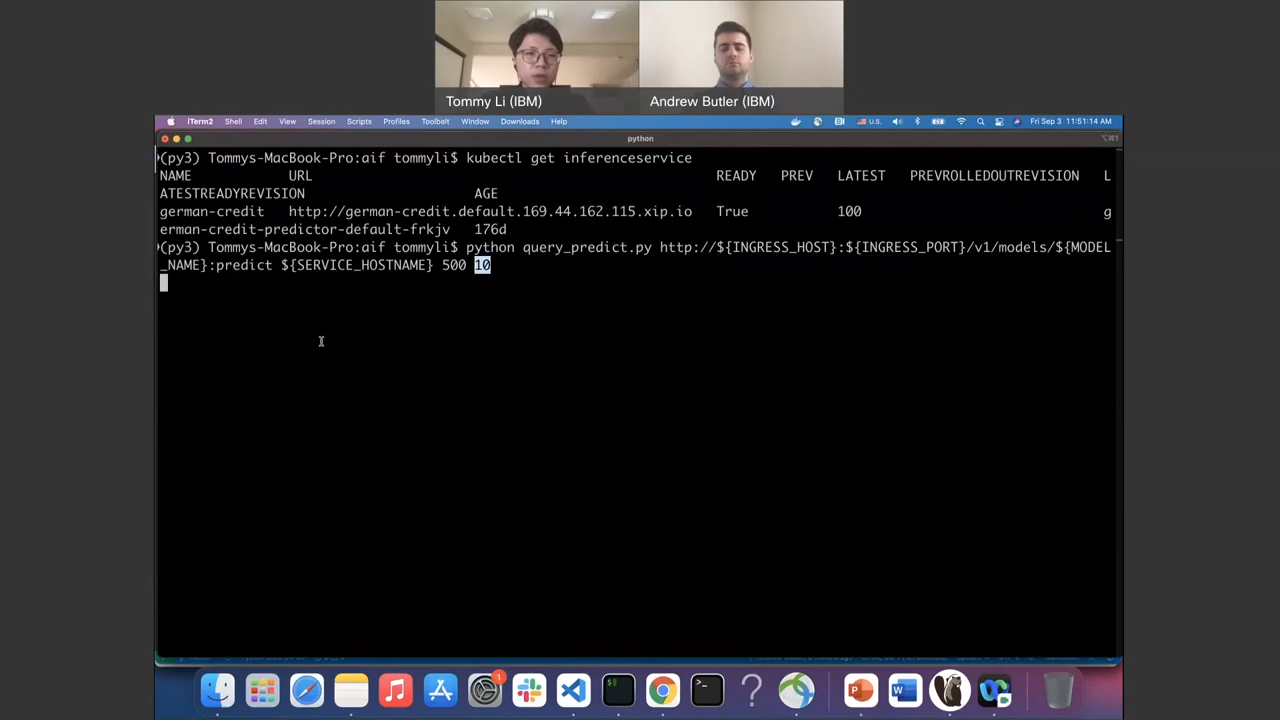 Tommy Li (IBM)
Andrew Butler (IBM)
iTerm2 Shell Edit View Session Scripts Profiles Toolbelt Window Downloads Help U.S. Fri Sep 3 11:51:14 AM
python
⌥⌘1
(py3) Tommys-MacBook-Pro:aif tommyli$ kubectl get inferenceservice
NAME URL READY PREV LATEST PREVROLLEDOUTREVISION L
ATESTREADYREVISION AGE
german-credit http://german-credit.default.169.44.162.115.xip.io True 100 g
erman-credit-predictor-default-frkjv 176d
(py3) Tommys-MacBook-Pro:aif tommyli$ python query_predict.py http://${INGRESS_HOST}:${INGRESS_PORT}/v1/models/${MODEL
_NAME}:predict ${SERVICE_HOSTNAME} 500 10
1